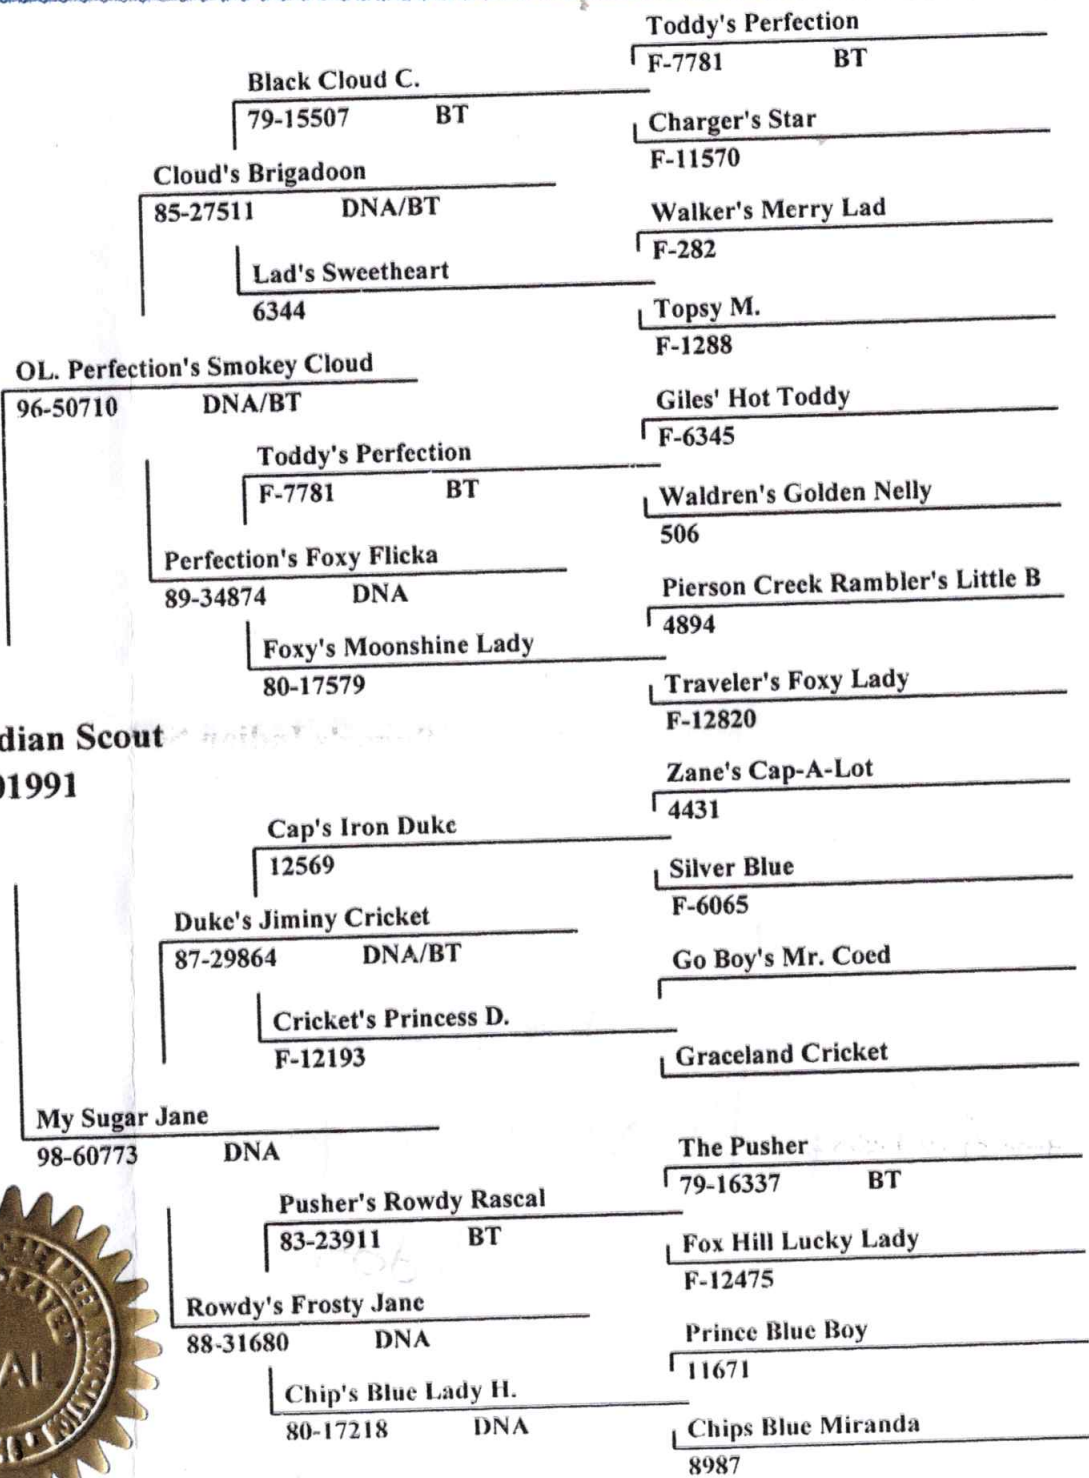 Toddy's Perfection
F-7781 BT
Black Cloud C.
79-15507 BT
Charger's Star
F-11570
Cloud's Brigadoon
85-27511 DNA/BT
Walker's Merry Lad
F-282
Lad's Sweetheart
6344
Topsy M.
F-1288
OL. Perfection's Smokey Cloud
96-50710 DNA/BT
Giles' Hot Toddy
F-6345
Toddy's Perfection
F-7781 BT
Waldren's Golden Nelly
506
Perfection's Foxy Flicka
89-34874 DNA
Pierson Creek Rambler's Little B
4894
Foxy's Moonshine Lady
80-17579
Traveler's Foxy Lady
F-12820
dian Scout
01991
Zane's Cap-A-Lot
4431
Cap's Iron Duke
12569
Silver Blue
F-6065
Duke's Jiminy Cricket
87-29864 DNA/BT
Go Boy's Mr. Coed
Cricket's Princess D.
F-12193
Graceland Cricket
My Sugar Jane
98-60773 DNA
The Pusher
79-16337 BT
Pusher's Rowdy Rascal
83-23911 BT
Fox Hill Lucky Lady
F-12475
Rowdy's Frosty Jane
88-31680 DNA
Prince Blue Boy
11671
Chip's Blue Lady H.
80-17218 DNA
Chips Blue Miranda
8987